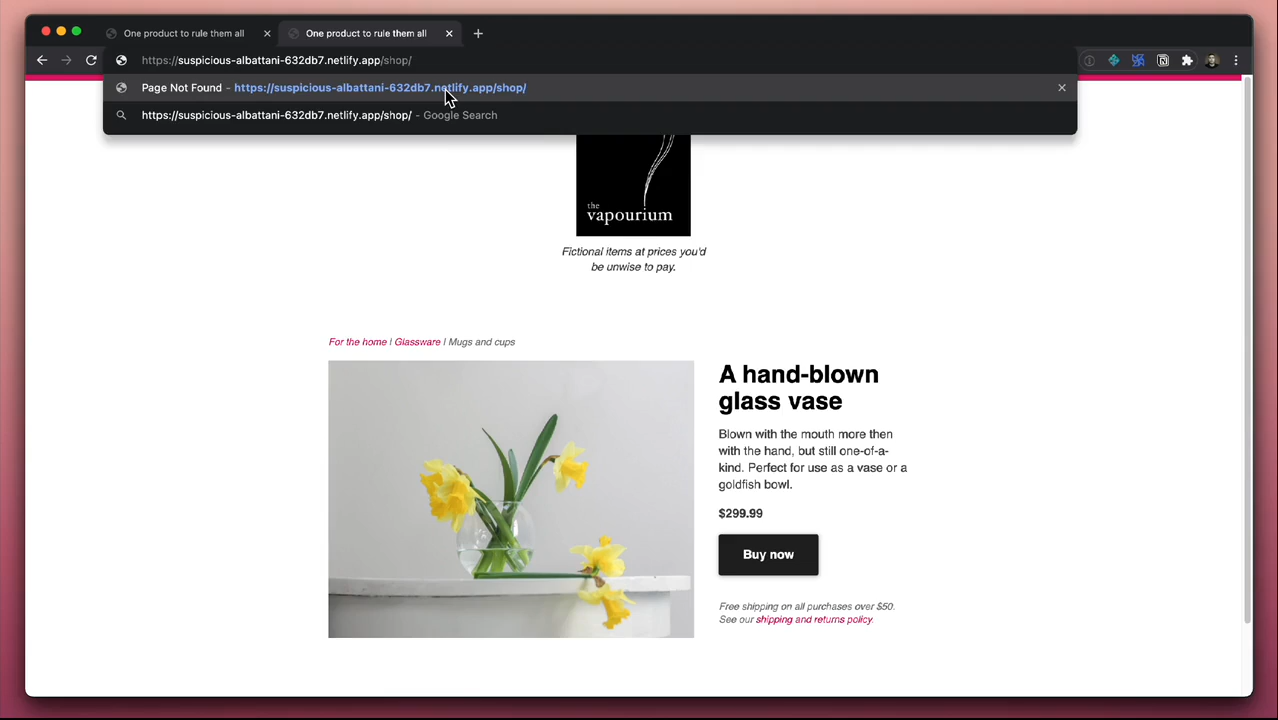 One product to rule them all
One product to rule them all
https://suspicious-albattani-632db7.netlify.app/shop/
Page Not Found - https://suspicious-albattani-632db7.netlify.app/shop/
https://suspicious-albattani-632db7.netlify.app/shop/ - Google Search
the
vapourium
Fictional items at prices you'd
be unwise to pay.
For the home | Glassware | Mugs and cups
A hand-blown
glass vase
Blown with the mouth more then
with the hand, but still one-of-a-
kind. Perfect for use as a vase or a
goldfish bowl.
$299.99
Buy now
Free shipping on all purchases over $50.
See our shipping and returns policy.